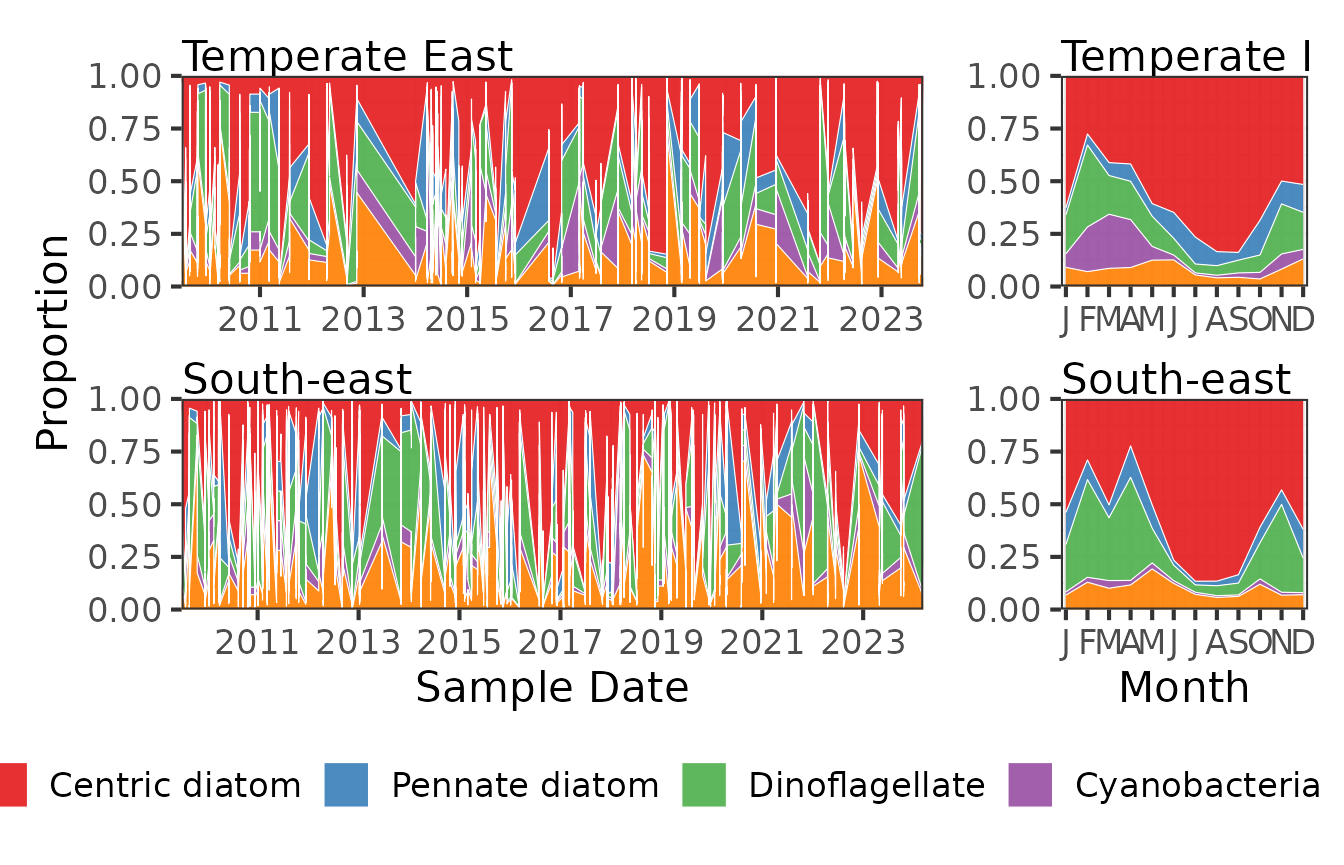 Temperate East
Temperate
1.00
0.75
0.50
0.25
0.00
2011 2013 2015 2017 2019 2021 2023
1.00
0.75
0.50
0.25
0.00
J F M A M J J A S O N D
Proportion
South-east
South-east
1.00
0.75
0.50
0.25
0.00
2011 2013 2015 2017 2019 2021 2023
1.00
0.75
0.50
0.25
0.00
J F M A M J J A S O N D
Sample Date
Month
Centric diatom Pennate diatom Dinoflagellate Cyanobacteria